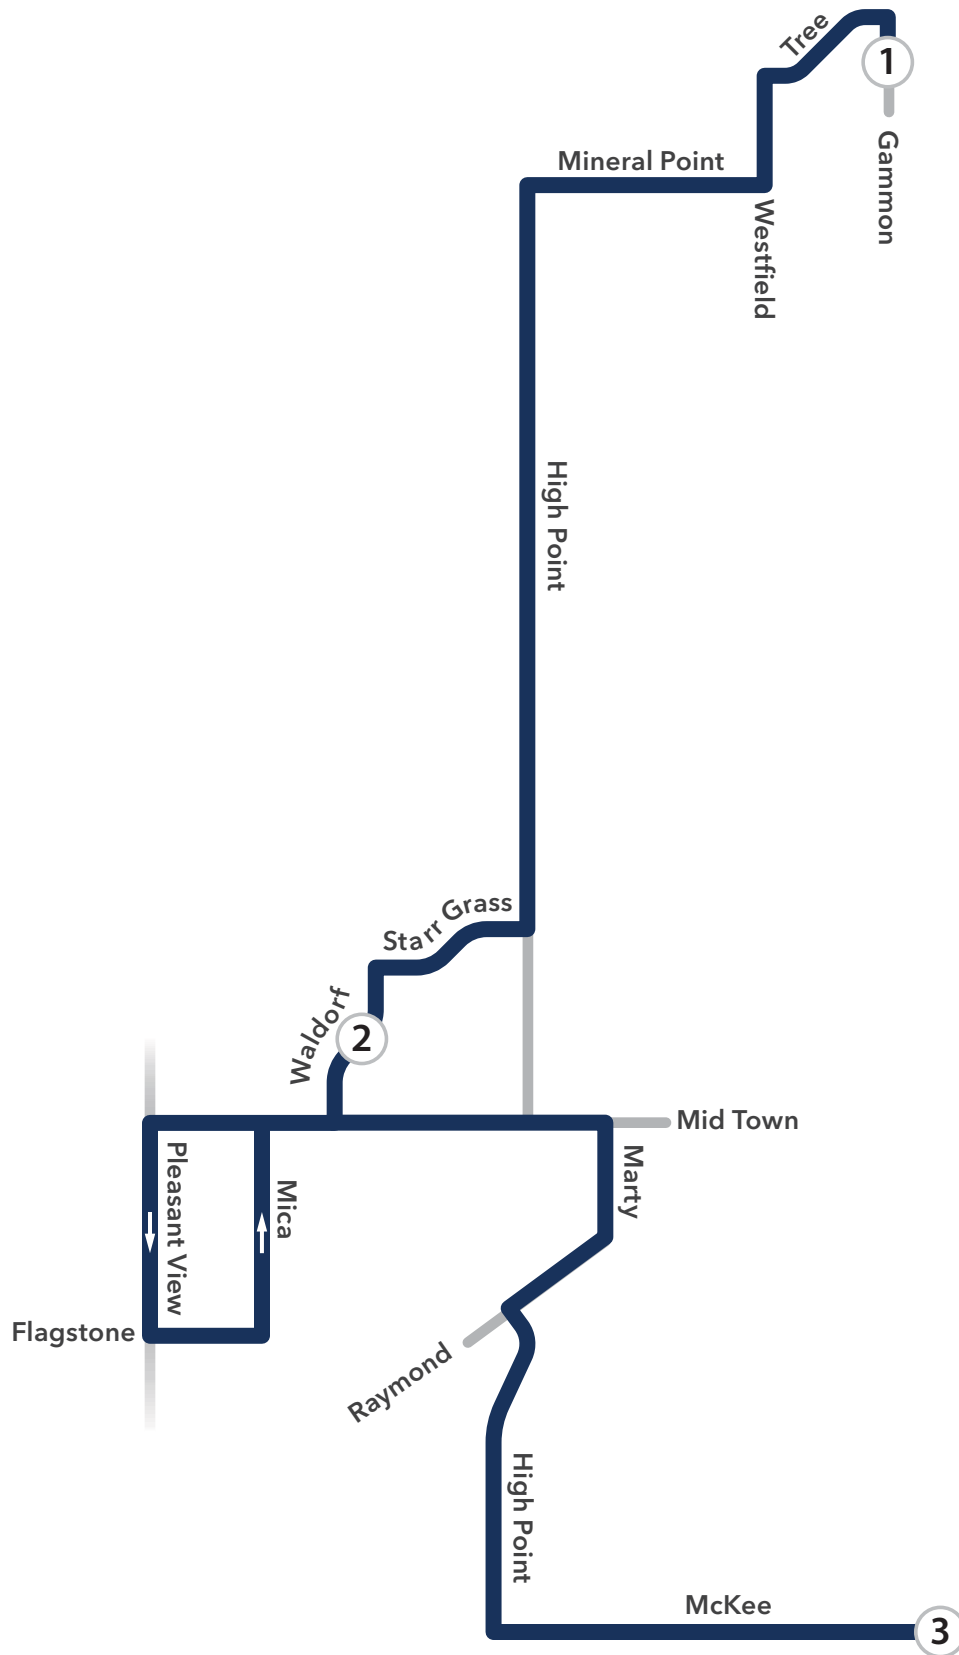 Tree
1
Gammon
Mineral Point
Westfield
High Point
Starr Grass
Waldorf
2
Mid Town
Pleasant View
Mica
Marty
Flagstone
Raymond
High Point
McKee
3